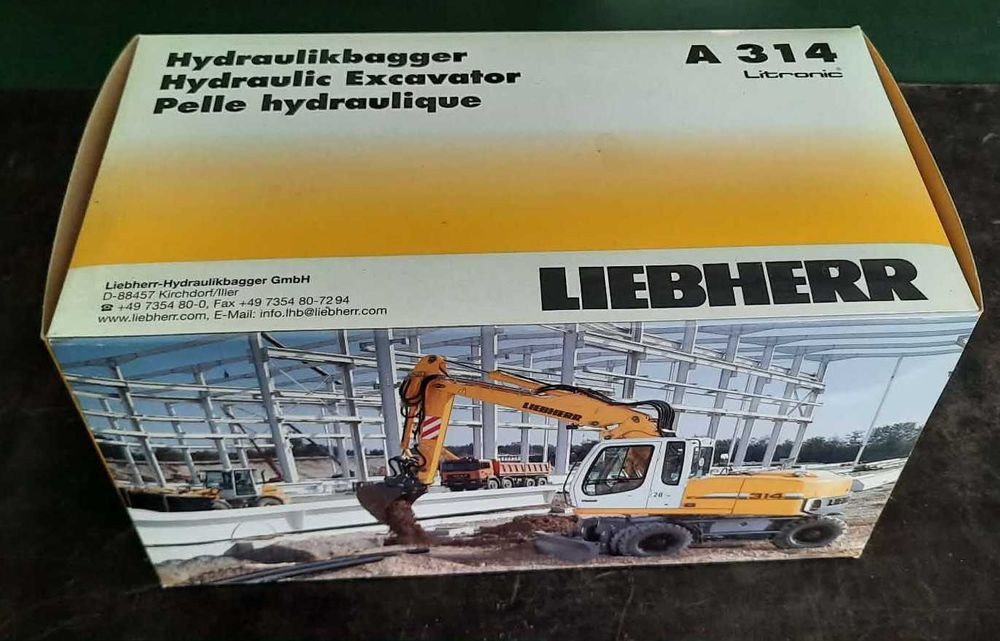 Hydraulikbagger
Hydraulic Excavator
Pelle hydraulique
A 314
Litronic®
Liebherr-Hydraulikbagger GmbH
D-88457 Kirchdorf/Iller
☎ +49 7354 80-0, Fax +49 7354 80-72 94
www.liebherr.com, E-Mail: info.lhb@liebherr.com
LIEBHERR
LIEBHERR
28
314